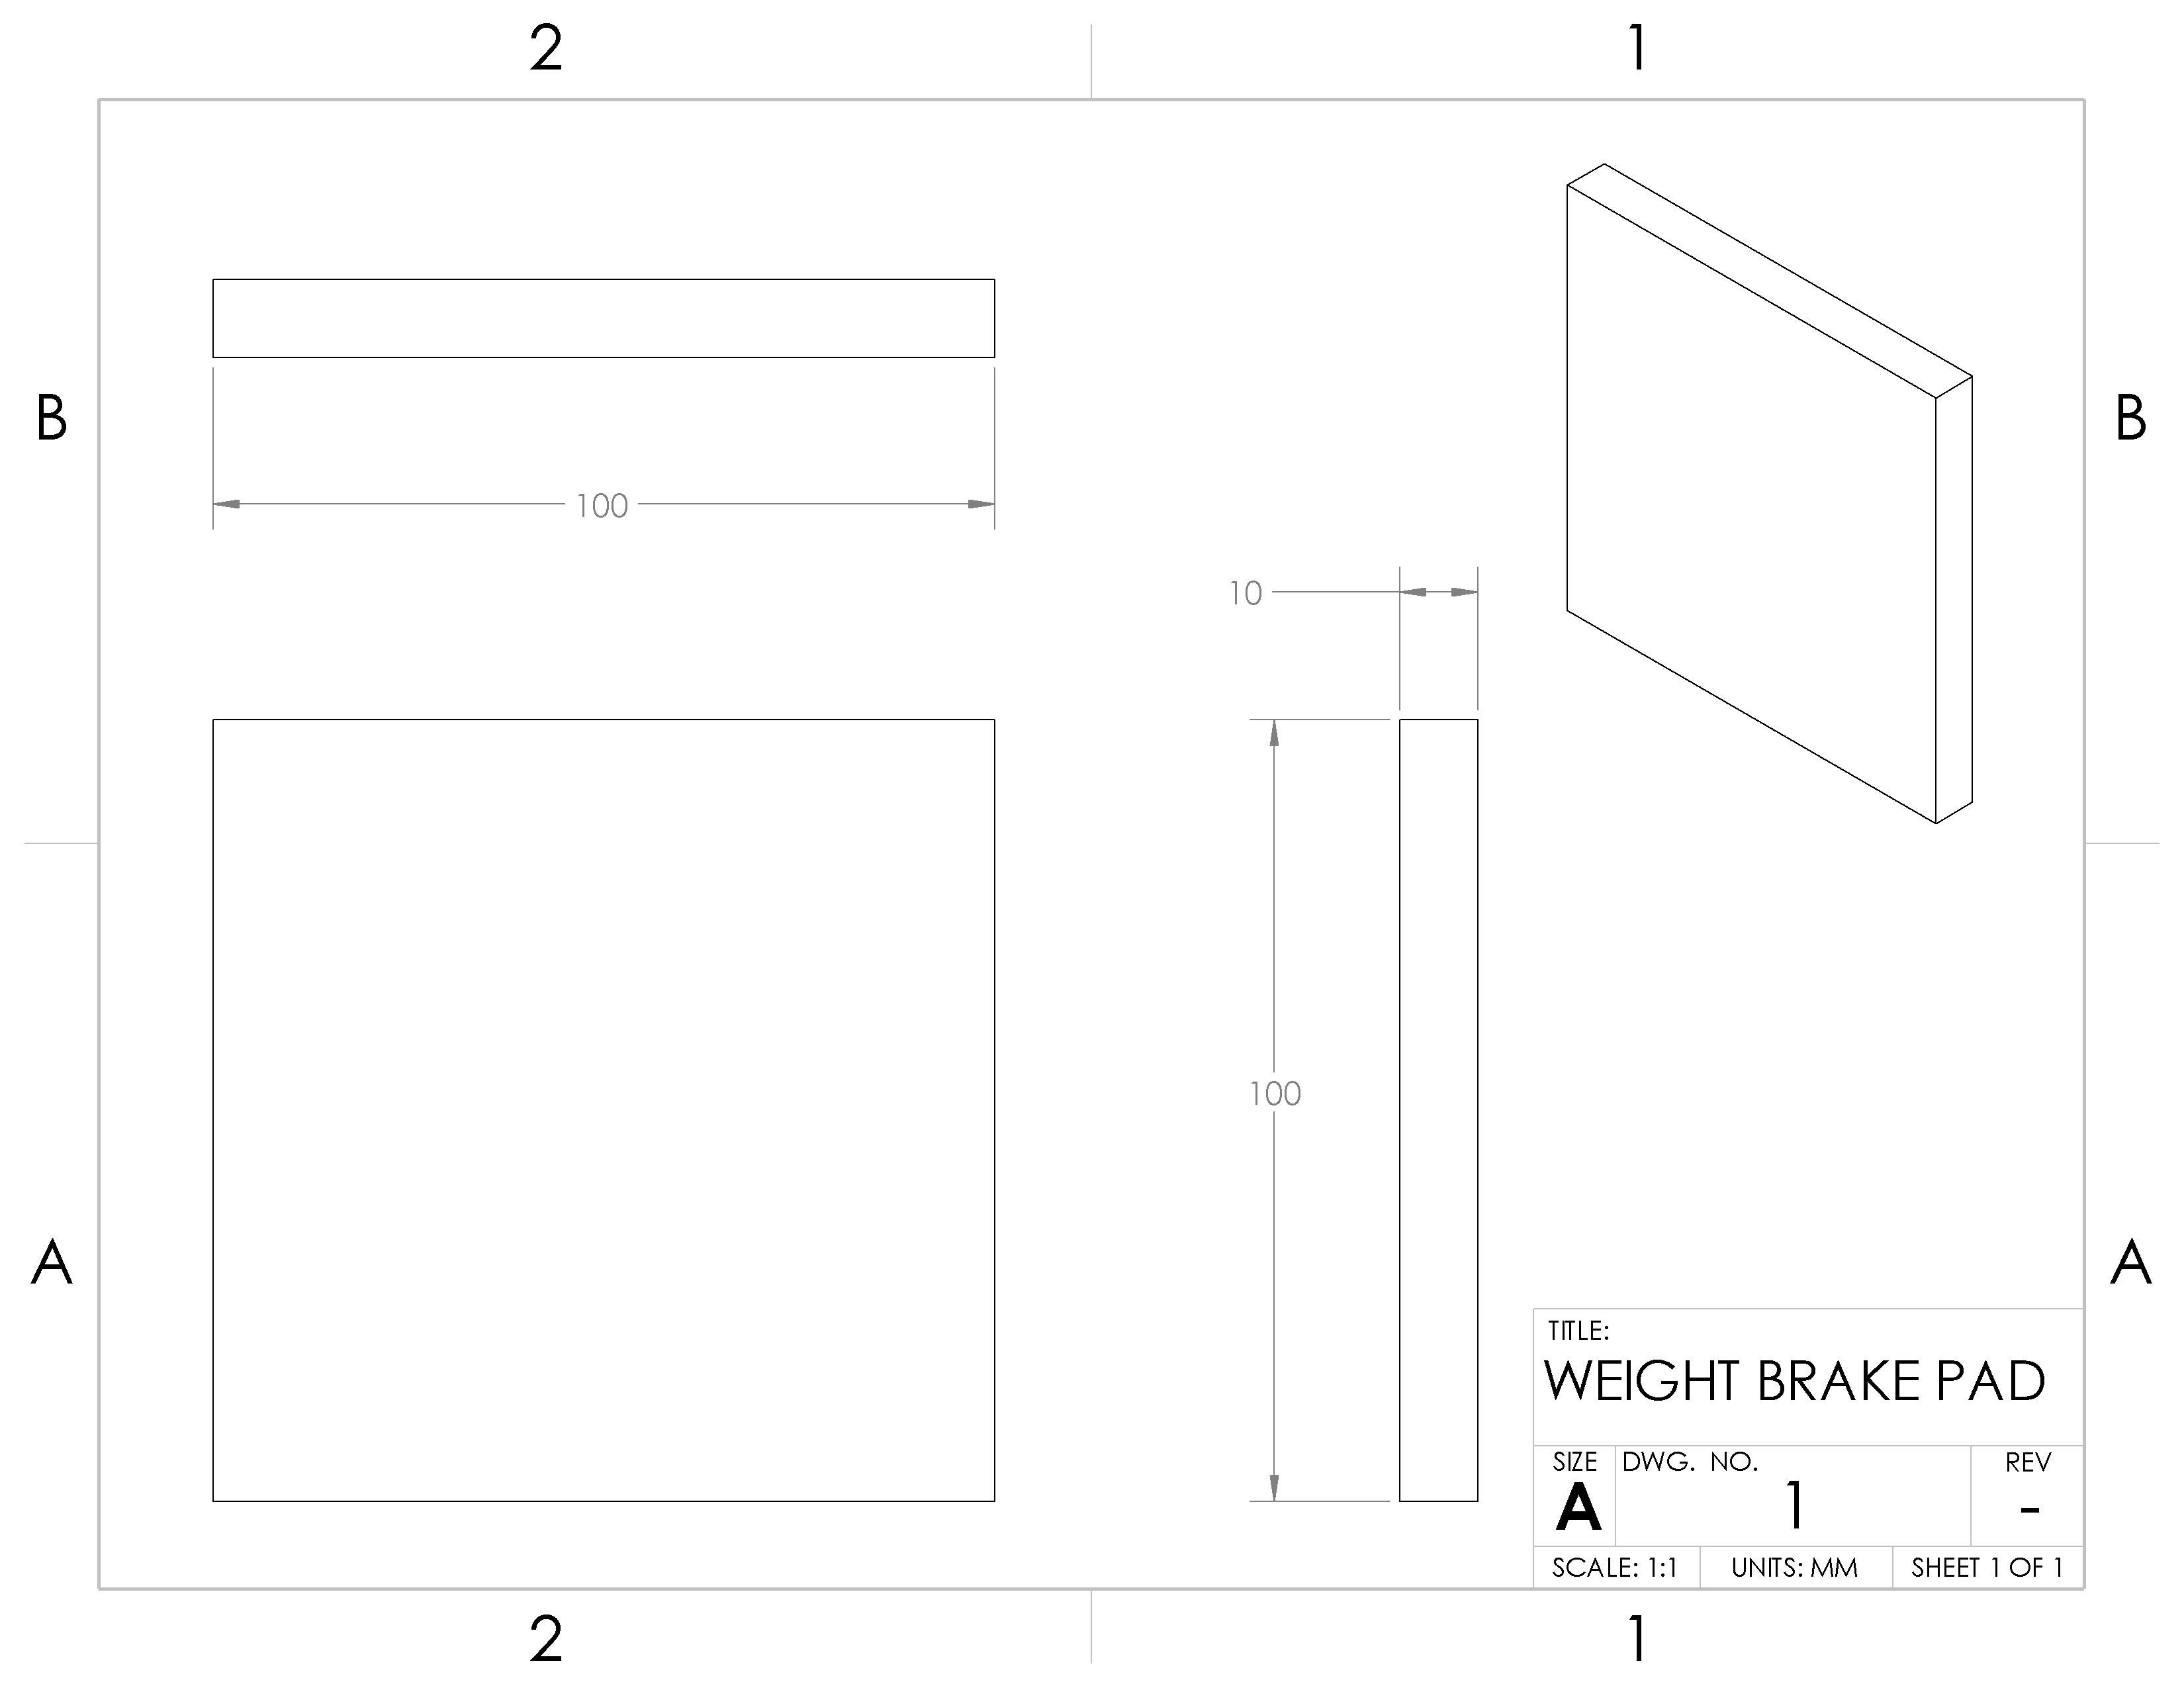 2 1
B B
100
10
100
A A
TITLE:
WEIGHT BRAKE PAD
SIZE DWG. NO. REV
A 1 -
SCALE: 1:1 UNITS: MM SHEET 1 OF 1
2 1